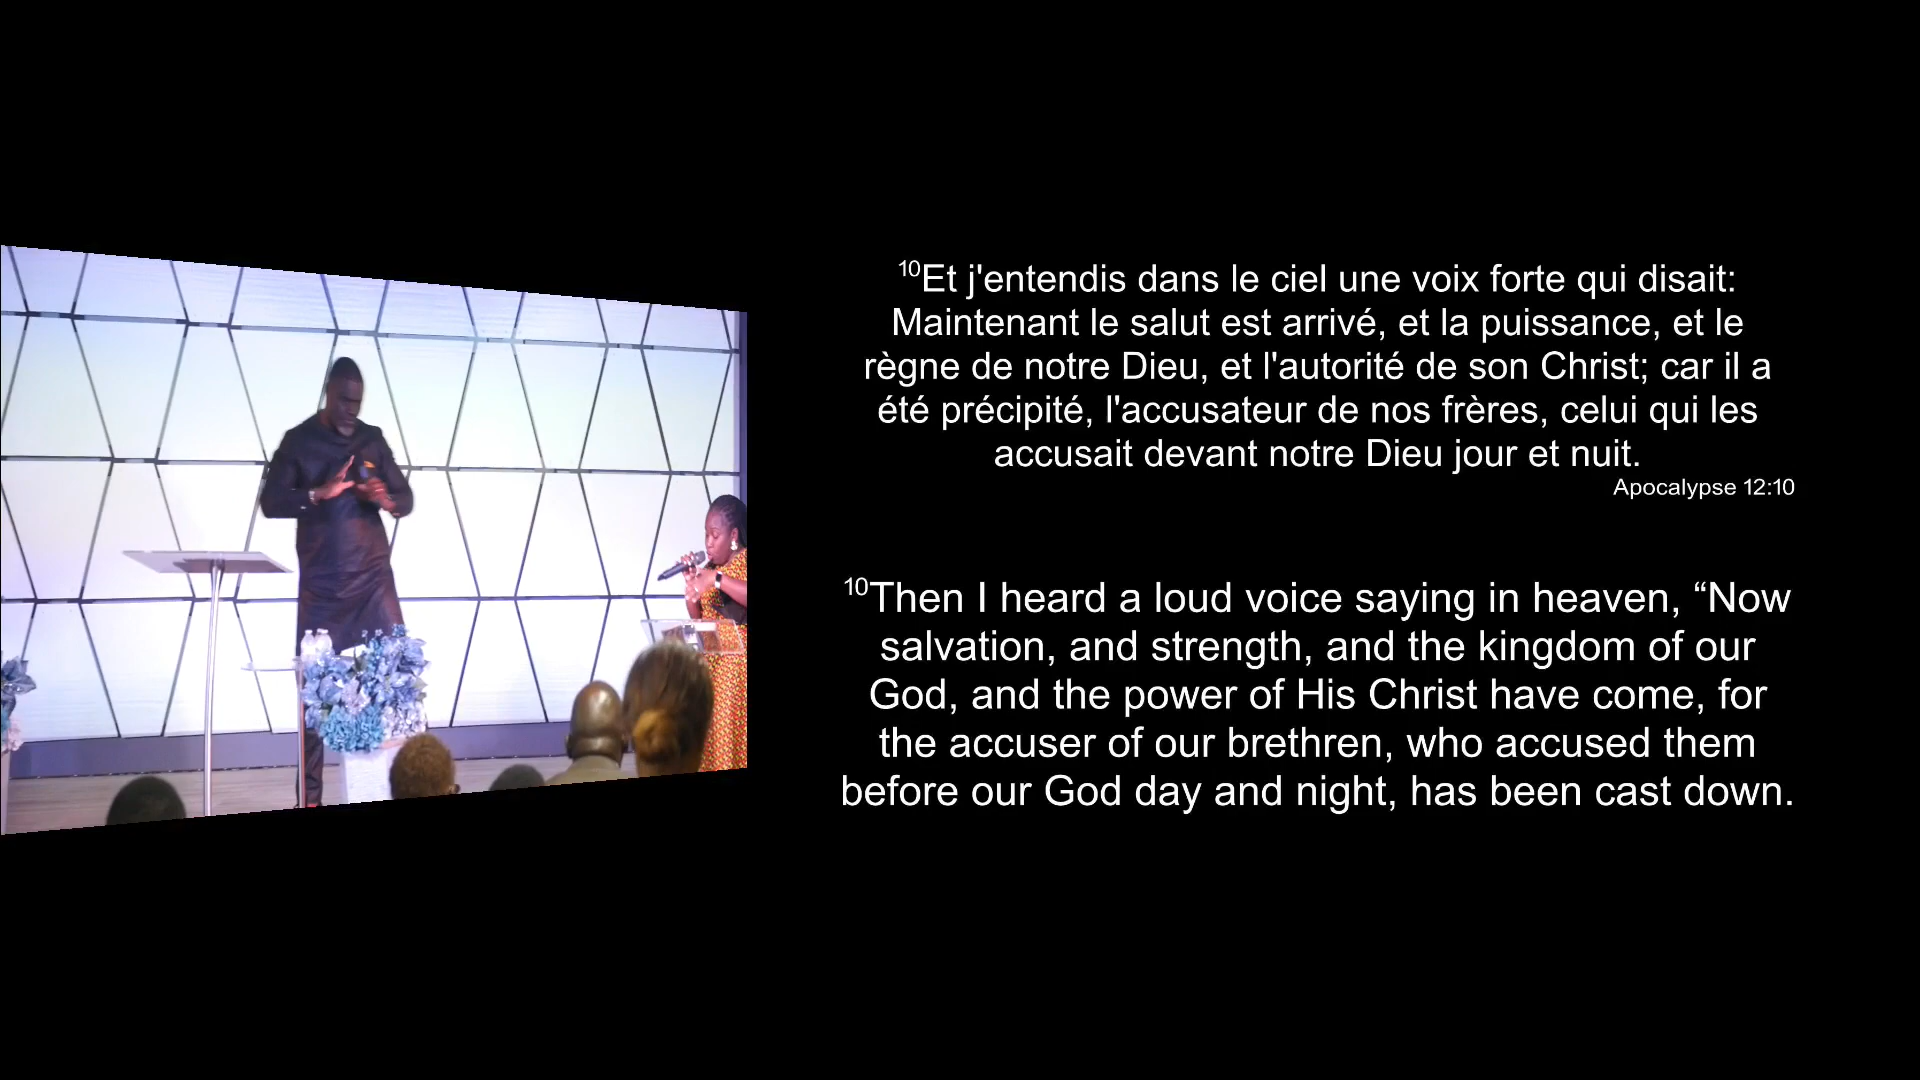 10Et j'entendis dans le ciel une voix forte qui disait:
Maintenant le salut est arrivé, et la puissance, et le
règne de notre Dieu, et l'autorité de son Christ; car il a
été précipité, l'accusateur de nos frères, celui qui les
accusait devant notre Dieu jour et nuit.
Apocalypse 12:10
10Then I heard a loud voice saying in heaven, “Now
salvation, and strength, and the kingdom of our
God, and the power of His Christ have come, for
the accuser of our brethren, who accused them
before our God day and night, has been cast down.